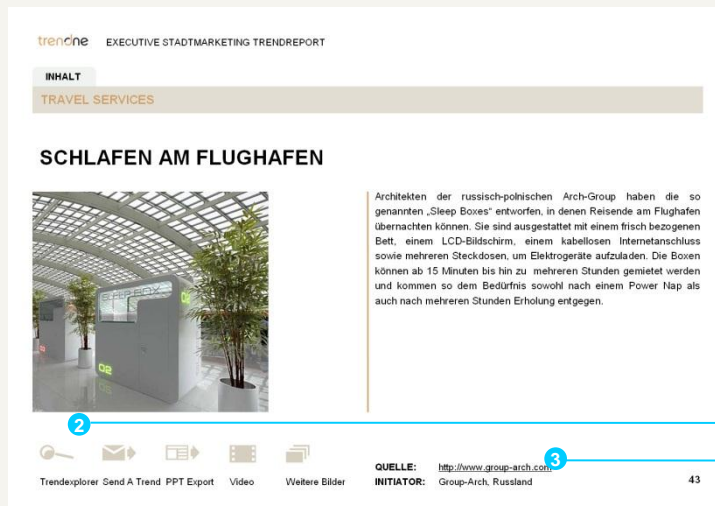 trendne EXECUTIVE STADTMARKETING TRENDREPORT
INHALT
TRAVEL SERVICES
SCHLAFEN AM FLUGHAFEN
Architekten der russisch-polnischen Arch-Group haben die so
genannten „Sleep Boxes“ entworfen, in denen Reisende am Flughafen
übernachten können. Sie sind ausgestattet mit einem frisch bezogenen
Bett, einem LCD-Bildschirm, einem kabellosen Internetanschluss
sowie mehreren Steckdosen, um Elektrogeräte aufzuladen. Die Boxen
können ab 15 Minuten bis hin zu mehreren Stunden gemietet werden
und kommen so dem Bedürfnis sowohl nach einem Power Nap als
auch nach mehreren Stunden Erholung entgegen.
SLEEP BOX
02
2
3
QUELLE: http://www.group-arch.com
Trendexplorer Send A Trend PPT Export Video Weitere Bilder
INITIATOR: Group-Arch, Russland
43